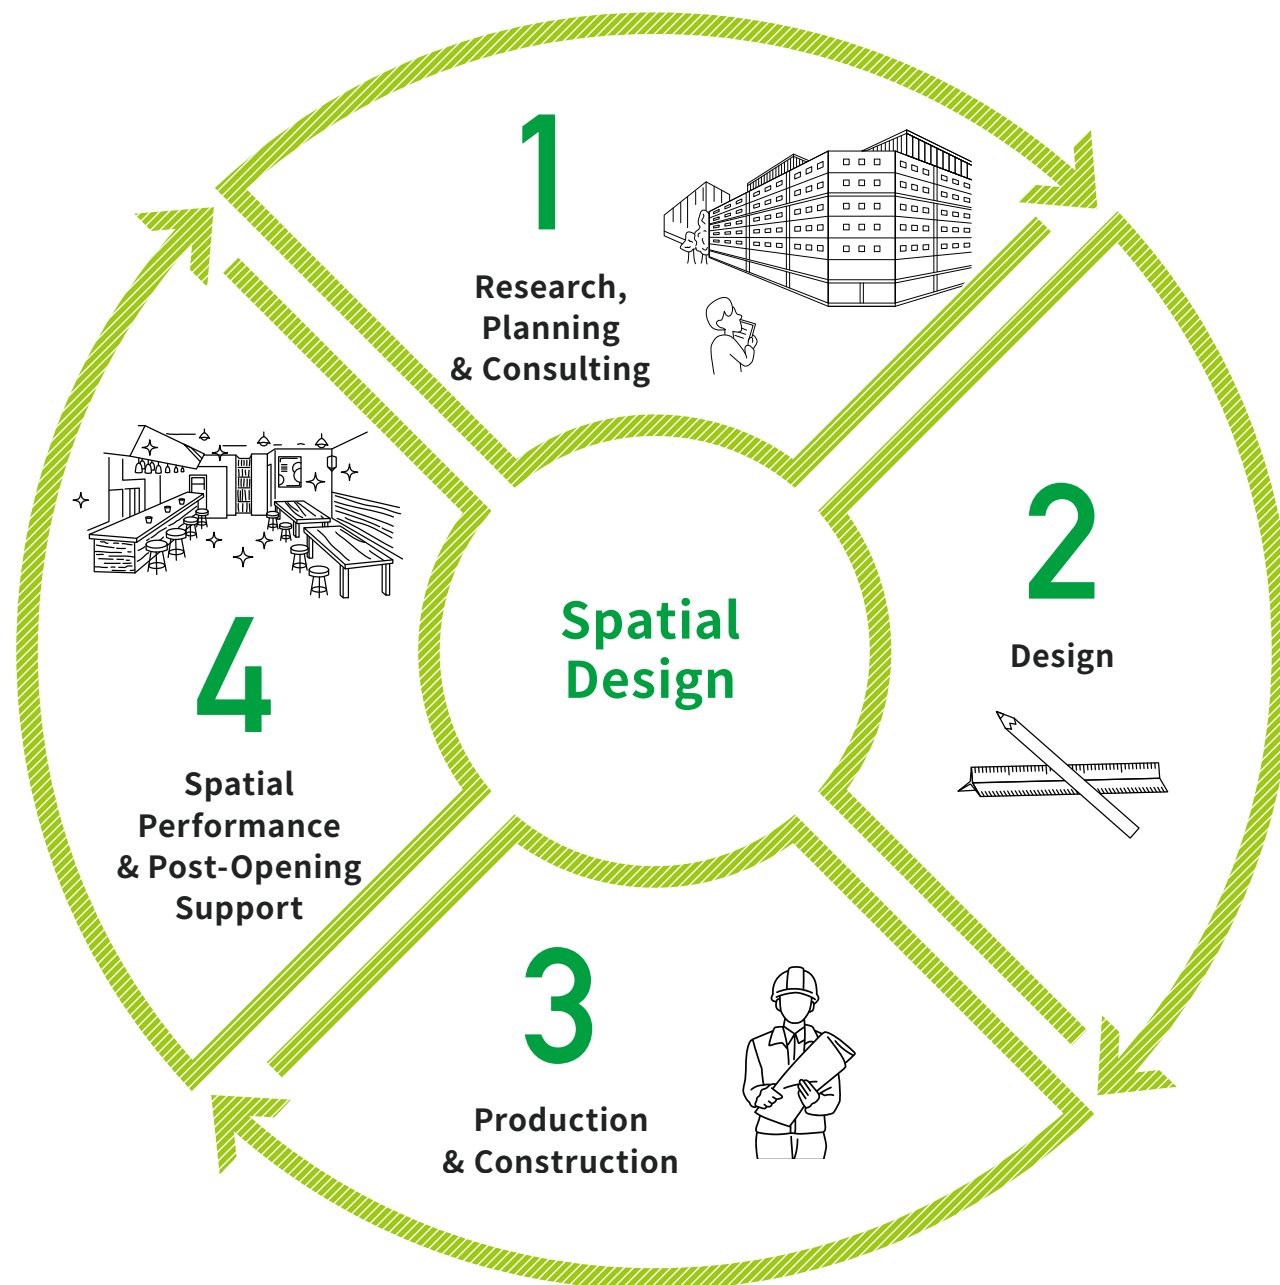 1
Research,
Planning
& Consulting
2
Design
3
Production
& Construction
4
Spatial
Performance
& Post-Opening
Support
Spatial
Design